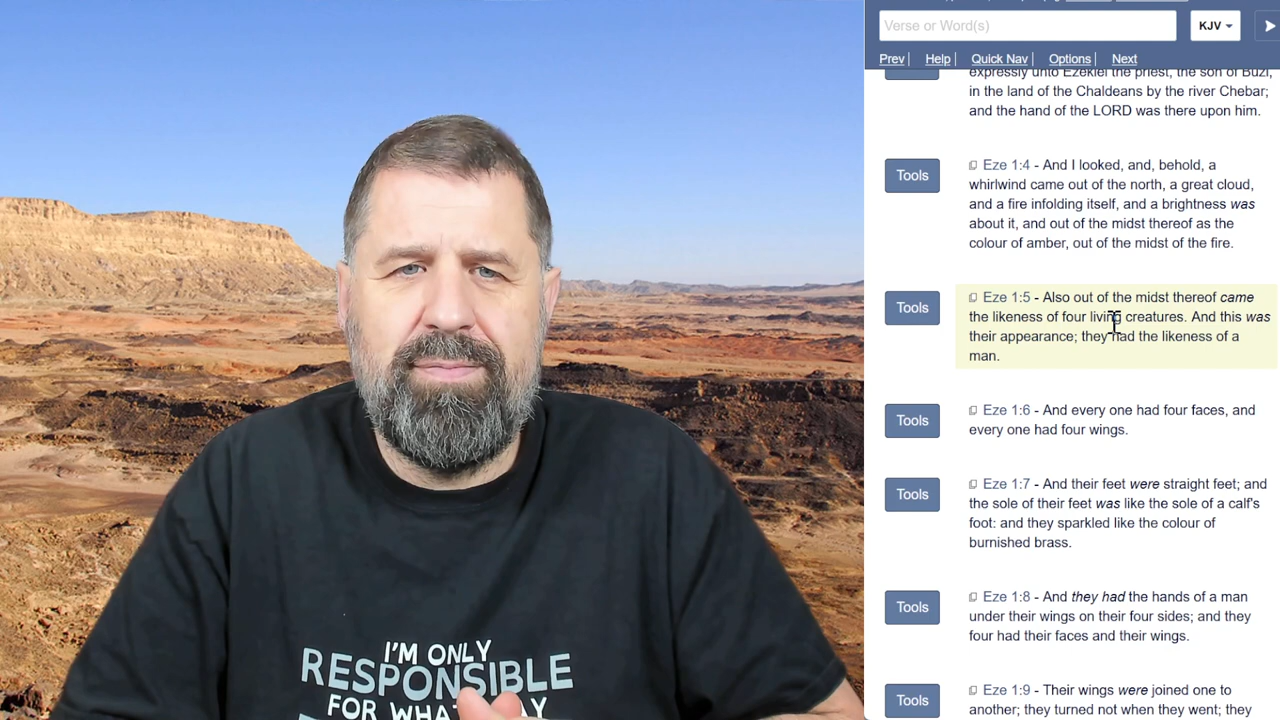 Verse or Word(s)
KJV
Prev
Help
Quick Nav
Options
Next
expressly unto Ezekiel the priest, the son of Buzi,
in the land of the Chaldeans by the river Chebar;
and the hand of the LORD was there upon him.
Tools
Eze 1:4 - And I looked, and, behold, a
whirlwind came out of the north, a great cloud,
and a fire infolding itself, and a brightness was
about it, and out of the midst thereof as the
colour of amber, out of the midst of the fire.
Tools
Eze 1:5 - Also out of the midst thereof came
the likeness of four living creatures. And this was
their appearance; they had the likeness of a
man.
Tools
Eze 1:6 - And every one had four faces, and
every one had four wings.
Tools
Eze 1:7 - And their feet were straight feet; and
the sole of their feet was like the sole of a calf's
foot: and they sparkled like the colour of
burnished brass.
Tools
Eze 1:8 - And they had the hands of a man
under their wings on their four sides; and they
four had their faces and their wings.
Tools
Eze 1:9 - Their wings were joined one to
another; they turned not when they went; they
I'M ONLY
RESPONSIBLE
FOR